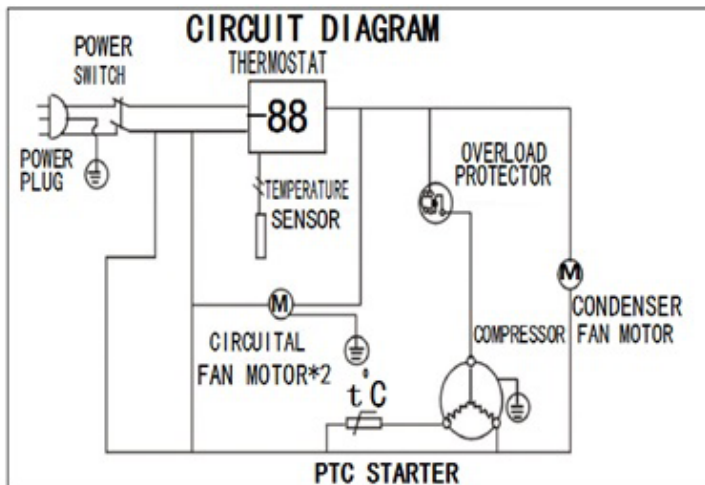 CIRCUIT DIAGRAM
POWER
SWITCH
THERMOSTAT
-88
POWER
PLUG
TEMPERATURE
SENSOR
OVERLOAD
PROTECTOR
M
CONDENSER
FAN MOTOR
COMPRESSOR
M
CIRCUITAL
FAN MOTOR*2
t°C
PTC STARTER